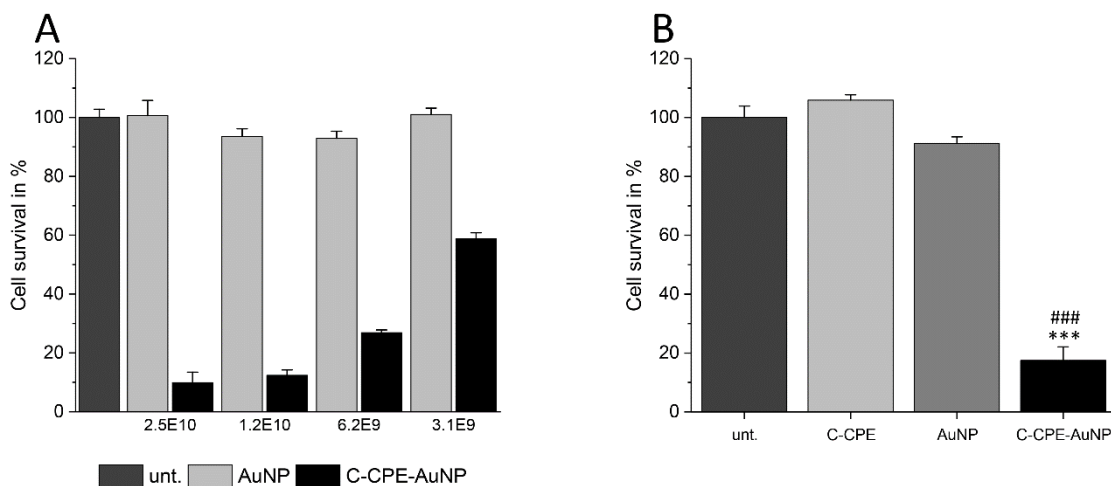 A
120
100
80
60
40
20
0
Cell survival in %
2.5E10 1.2E10 6.2E9 3.1E9
unt. AuNP C-CPE-AuNP
B
120
100
80
60
40
20
0
Cell survival in %
###
***
unt. C-CPE AuNP C-CPE-AuNP